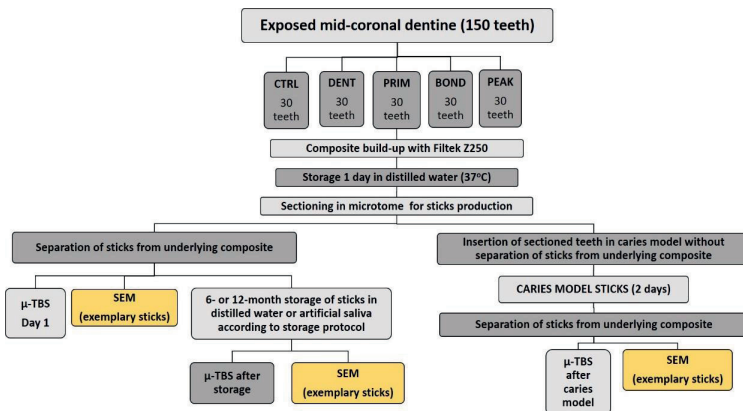 Exposed mid-coronal dentine (150 teeth)
CTRL
30
teeth
DENT
30
teeth
PRIM
30
teeth
BOND
30
teeth
PEAK
30
teeth
Composite build-up with Filtek Z250
Storage 1 day in distilled water (37°C)
Sectioning in microtome for sticks production
Separation of sticks from underlying composite
μ-TBS
Day 1
SEM
(exemplary sticks)
6- or 12-month storage of sticks in
distilled water or artificial saliva
according to storage protocol
μ-TBS after
storage
SEM
(exemplary sticks)
Insertion of sectioned teeth in caries model without
separation of sticks from underlying composite
CARIES MODEL STICKS (2 days)
Separation of sticks from underlying composite
μ-TBS
after
caries
model
SEM
(exemplary sticks)